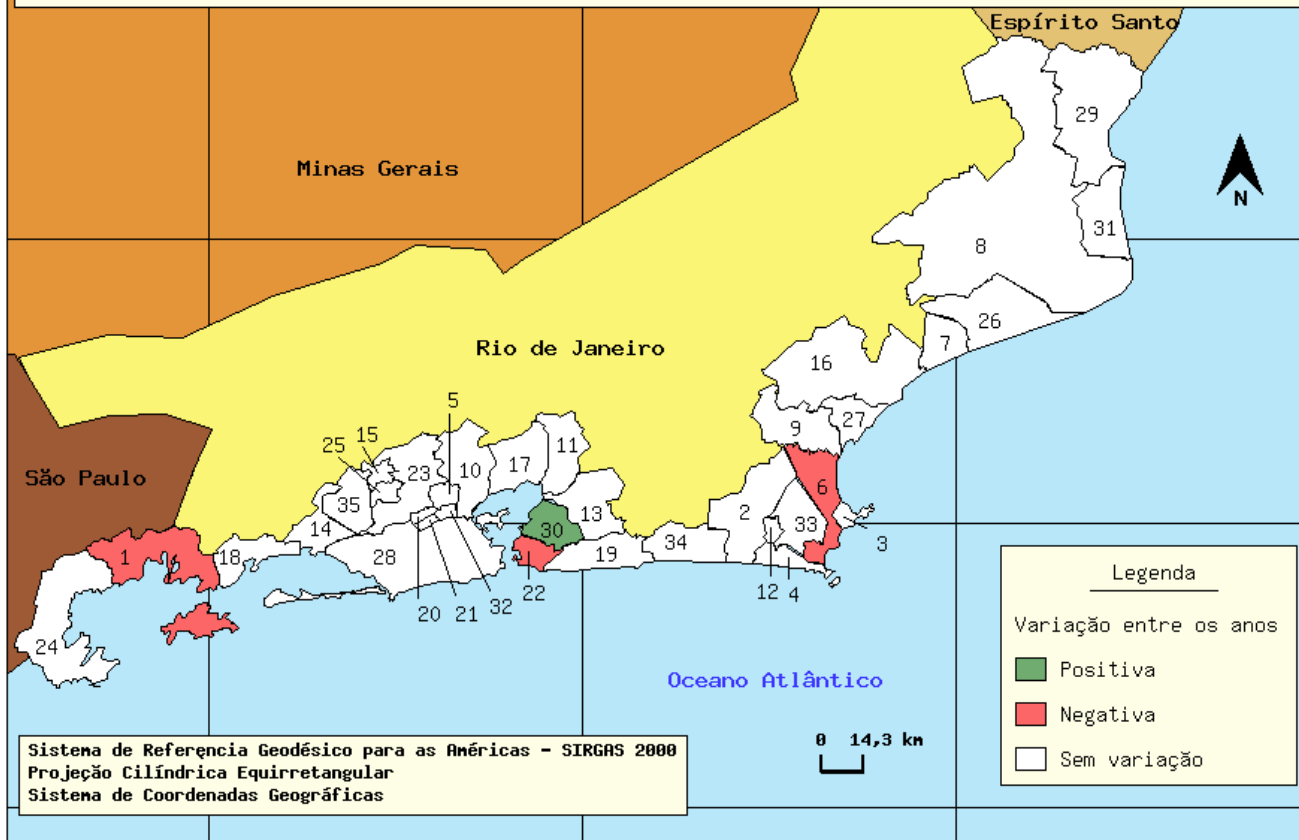 Espírito Santo
29
Minas Gerais
N
31
8
26
Rio de Janeiro
7
16
5
27
15
9
25
11
23
17
10
São Paulo
6
35
2
13
30
14
33
1
28
18
34
19
3
22
12
4
32
20
21
24
Legenda
Variação entre os anos
Positiva
Negativa
Sem variação
Oceano Atlântico
0 14,3 km
Sistema de Referençia Geodésico para as Américas - SIRGAS 2000
Projeção Cilíndrica Equirretangular
Sistema de Coordenadas Geográficas